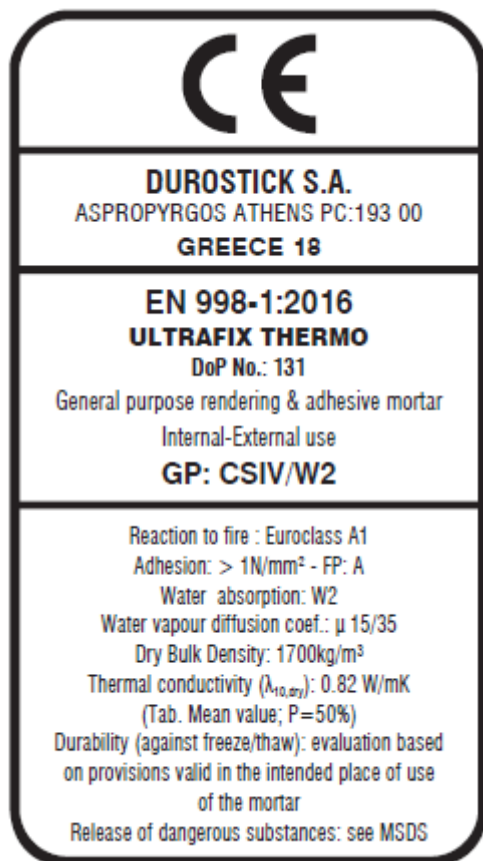 CE
DUROSTICK S.A.
ASPROPYRGOS ATHENS PC:193 00
GREECE 18
EN 998-1:2016
ULTRAFIX THERMO
DoP No.: 131
General purpose rendering & adhesive mortar
Internal-External use
GP: CSIV/W2
Reaction to fire : Euroclass A1
Adhesion: > 1N/mm² - FP: A
Water absorption: W2
Water vapour diffusion coef.: μ 15/35
Dry Bulk Density: 1700kg/m³
Thermal conductivity (λ10,dry): 0.82 W/mK
(Tab. Mean value; P=50%)
Durability (against freeze/thaw): evaluation based
on provisions valid in the intended place of use
of the mortar
Release of dangerous substances: see MSDS